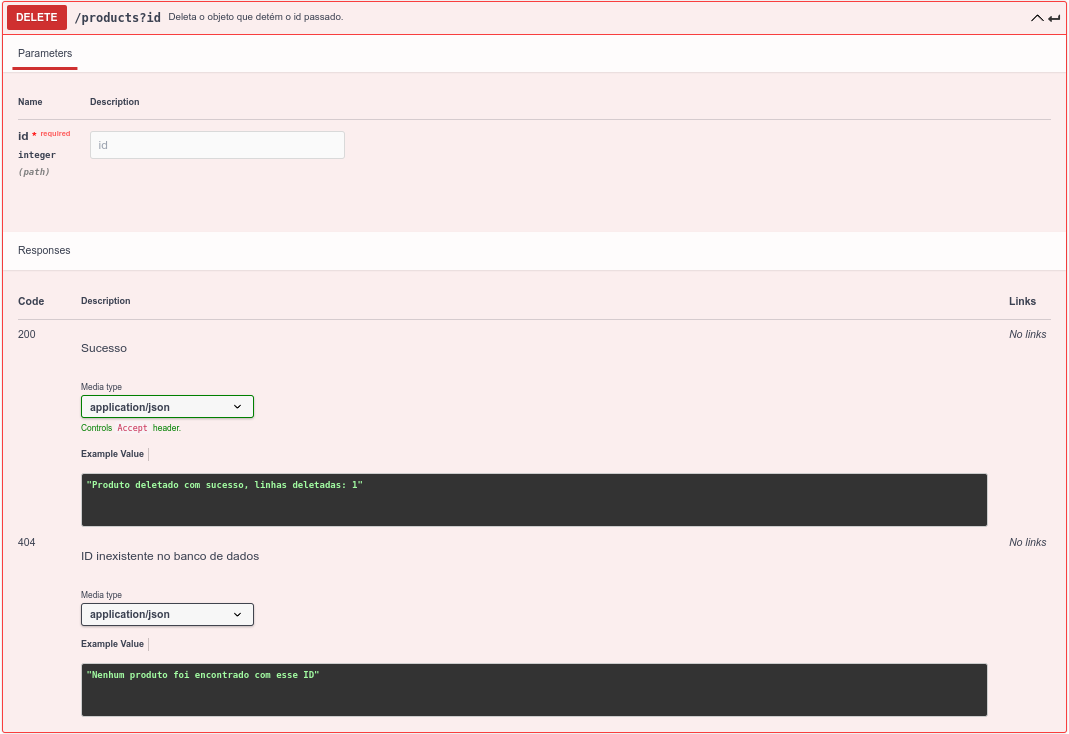 DELETE /products?id Deleta o objeto que detém o id passado.
Parameters
Name Description
id * required
id
integer
(path)
Responses
Code Description Links
200 No links
Sucesso
Media type
application/json
Controls Accept header.
Example Value
"Produto deletado com sucesso, linhas deletadas: 1"
404 No links
ID inexistente no banco de dados
Media type
application/json
Example Value
"Nenhum produto foi encontrado com esse ID"